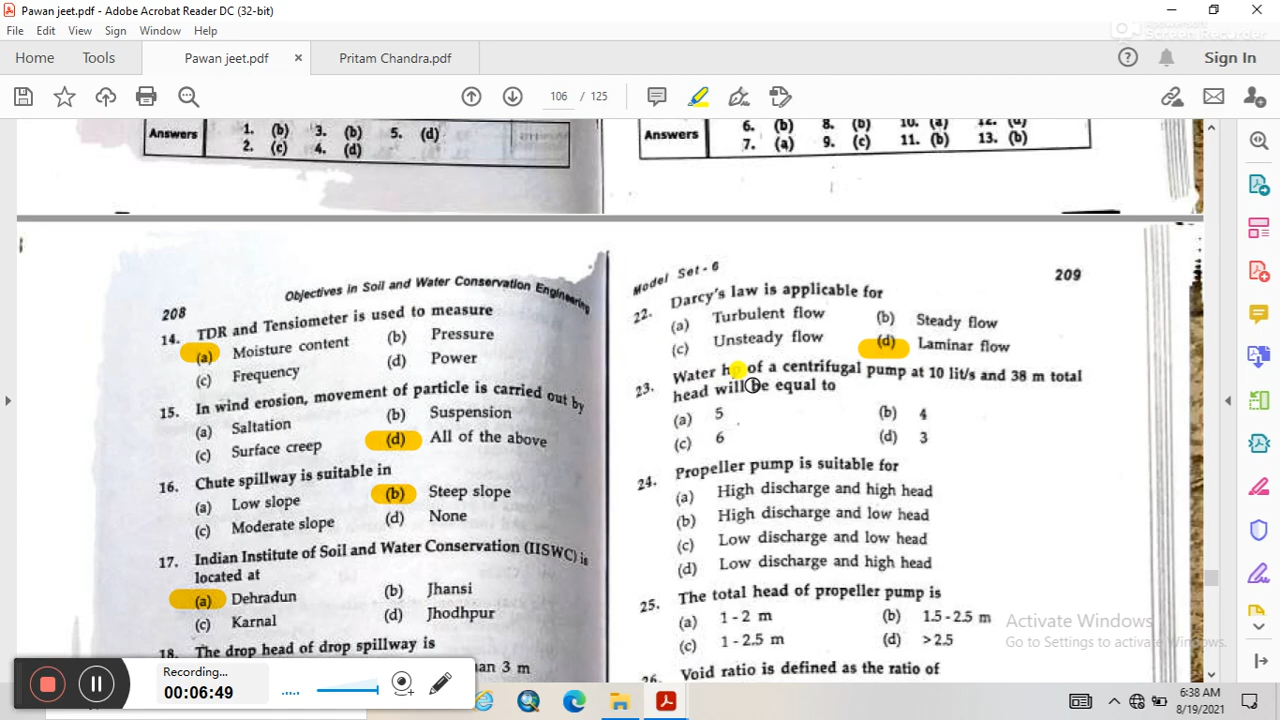 Pawan jeet.pdf - Adobe Acrobat Reader DC (32-bit)
File Edit View Sign Window Help
Home Tools Pawan jeet.pdf × Pritam Chandra.pdf Sign In
106 / 125
Answers
1. (b) 3. (b) 5. (d)
2. (c) 4. (d)
Answers
6. (b) 8. (b) 10. (a) 12. (d)
7. (a) 9. (c) 11. (b) 13. (b)
208 Objectives in Soil and Water Conservation Engineering
14. TDR and Tensiometer is used to measure
(a) Moisture content (b) Pressure
(c) Frequency (d) Power
15. In wind erosion, movement of particle is carried out by
(a) Saltation (b) Suspension
(c) Surface creep (d) All of the above
16. Chute spillway is suitable in
(a) Low slope (b) Steep slope
(c) Moderate slope (d) None
17. Indian Institute of Soil and Water Conservation (IISWC) is
located at
(a) Dehradun (b) Jhansi
(c) Karnal (d) Jhodhpur
18. The drop head of drop spillway is
3 m
Model Set - 6 209
22. Darcy's law is applicable for
(a) Turbulent flow (b) Steady flow
(c) Unsteady flow (d) Laminar flow
23. Water hp of a centrifugal pump at 10 lit/s and 38 m total
head will be equal to
(a) 5 (b) 4
(c) 6 (d) 3
24. Propeller pump is suitable for
(a) High discharge and high head
(b) High discharge and low head
(c) Low discharge and low head
(d) Low discharge and high head
25. The total head of propeller pump is
(a) 1 - 2 m (b) 1.5 - 2.5 m
(c) 1 - 2.5 m (d) > 2.5
26. Void ratio is defined as the ratio of
Activate Windows
Go to Settings to activate Windows.
Recording...
00:06:49
6:38 AM
8/19/2021
Screen Recorder